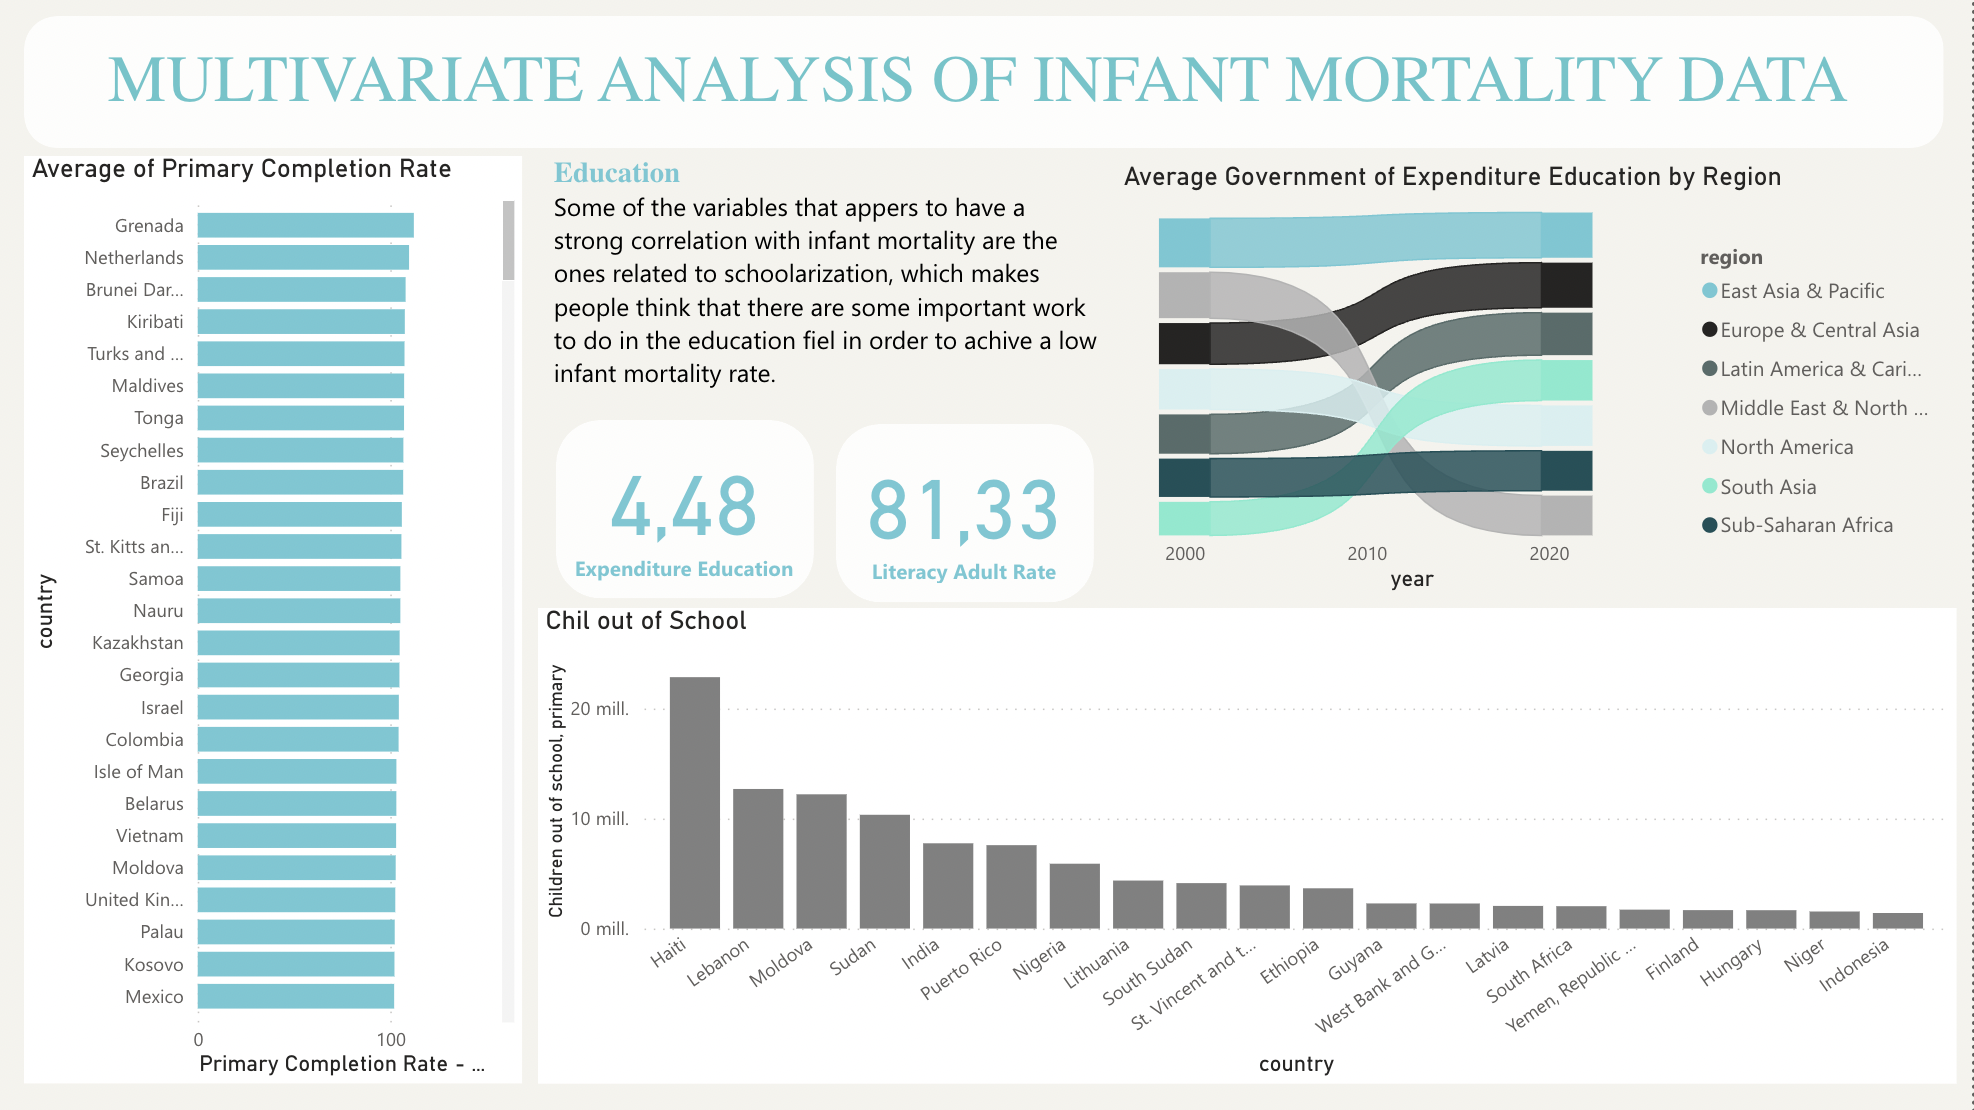 MULTIVARIATE ANALYSIS OF INFANT MORTALITY DATA
Average of Primary Completion Rate
country
Grenada
Netherlands
Brunei Dar...
Kiribati
Turks and ...
Maldives
Tonga
Seychelles
Brazil
Fiji
St. Kitts an...
Samoa
Nauru
Kazakhstan
Georgia
Israel
Colombia
Isle of Man
Belarus
Vietnam
Moldova
United Kin...
Palau
Kosovo
Mexico
0 100
Primary Completion Rate - ...
Education
Some of the variables that appers to have a
strong correlation with infant mortality are the
ones related to schoolarization, which makes
people think that there are some important work
to do in the education fiel in order to achive a low
infant mortality rate.
4,48
Expenditure Education
81,33
Literacy Adult Rate
Average Government of Expenditure Education by Region
2000 2010 2020
year
region
East Asia & Pacific
Europe & Central Asia
Latin America & Cari...
Middle East & North ...
North America
South Asia
Sub-Saharan Africa
Chil out of School
Children out of school, primary
20 mill.
10 mill.
0 mill.
Haiti
Lebanon
Moldova
Sudan
India
Puerto Rico
Nigeria
Lithuania
South Sudan
St. Vincent and t...
Ethiopia
Guyana
West Bank and G...
Latvia
South Africa
Yemen, Republic ...
Finland
Hungary
Niger
Indonesia
country